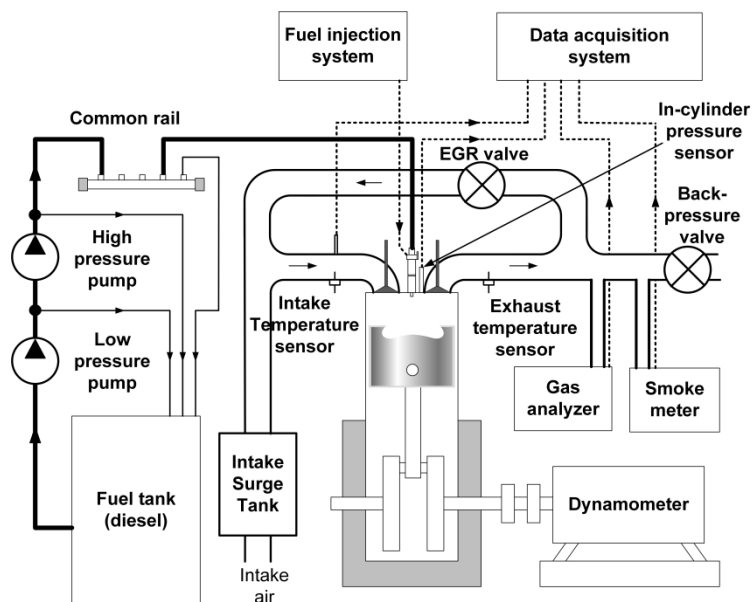 Fuel injection
system
Data acquisition
system
Common rail
In-cylinder
pressure
sensor
EGR valve
Back-
pressure
valve
High
pressure
pump
Intake
Temperature
sensor
Exhaust
temperature
sensor
Low
pressure
pump
Gas
analyzer
Smoke
meter
Intake
Surge
Tank
Fuel tank
(diesel)
Dynamometer
Intake
air